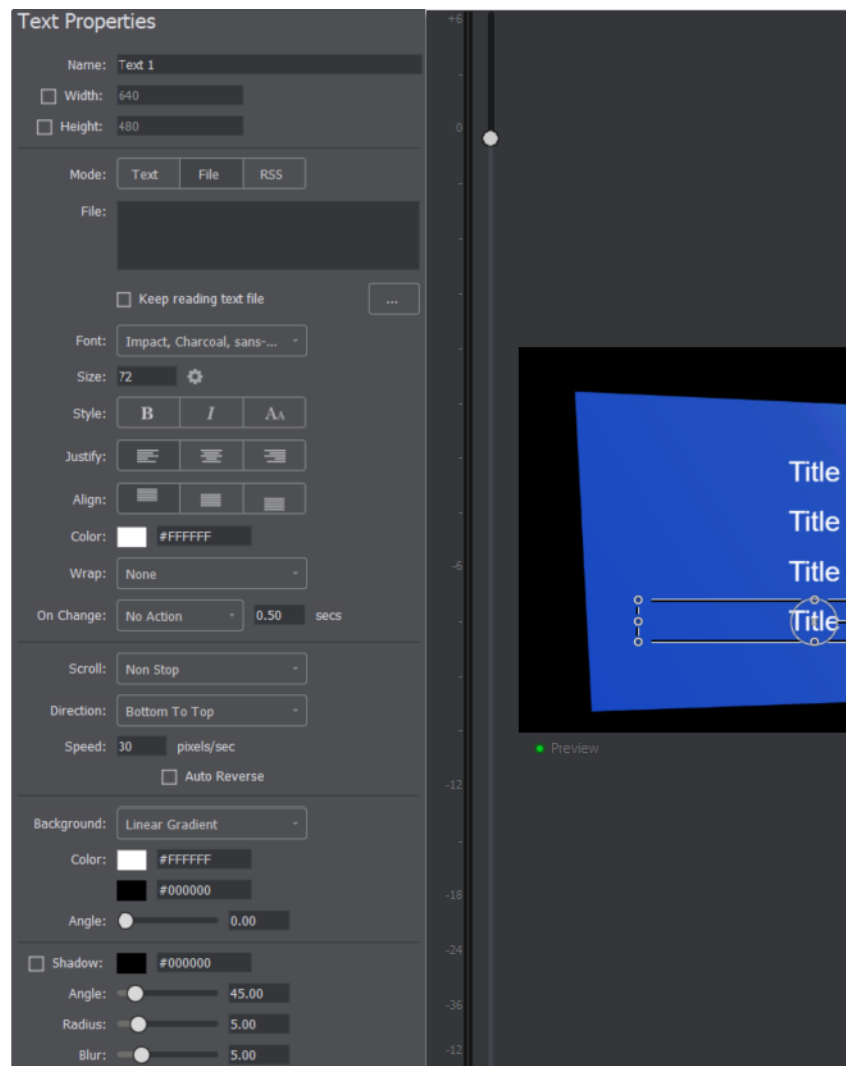 Text Properties
Name: Text 1
Width: 640
Height: 480
Mode: Text File RSS
File:
Keep reading text file ...
Font: Impact, Charcoal, sans-...
Size: 72
Style: B I AA
Justify:
Align:
Color: #FFFFFF
Wrap: None
On Change: No Action 0.50 secs
Scroll: Non Stop
Direction: Bottom To Top
Speed: 30 pixels/sec
Auto Reverse
Background: Linear Gradient
Color: #FFFFFF
#000000
Angle: 0.00
Shadow: #000000
Angle: 45.00
Radius: 5.00
Blur: 5.00
+6
0
-6
-12
-18
-24
-36
-12
Title
Title
Title
Title
Preview